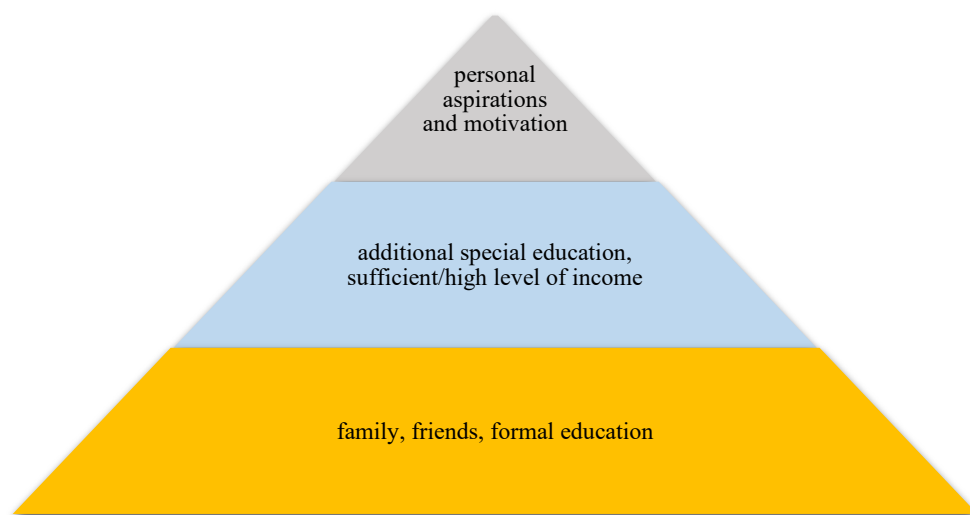 personal
aspirations
and motivation
additional special education,
sufficient/high level of income
family, friends, formal education